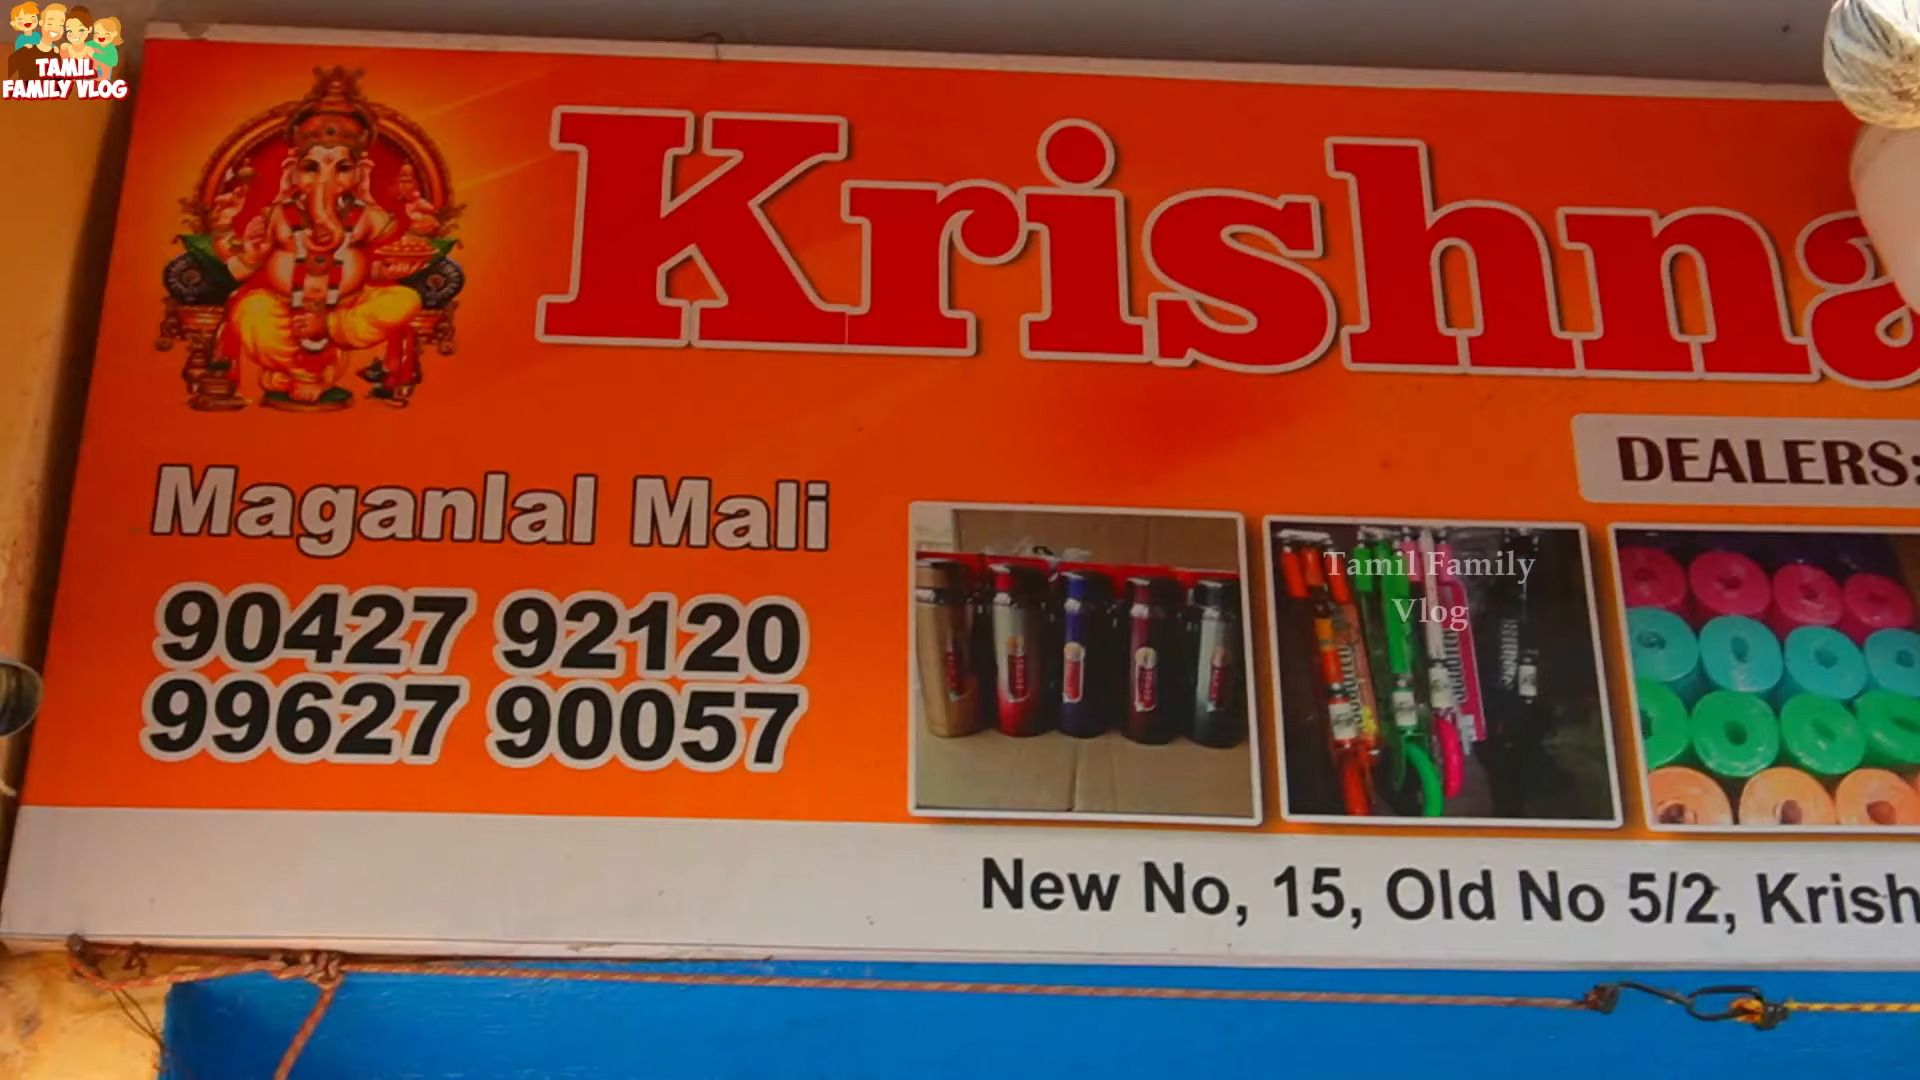 TAMIL
FAMILY VLOG
Krishna
DEALERS:
Maganlal Mali
90427 92120
99627 90057
Tamil Family
Vlog
New No, 15, Old No 5/2, Krish